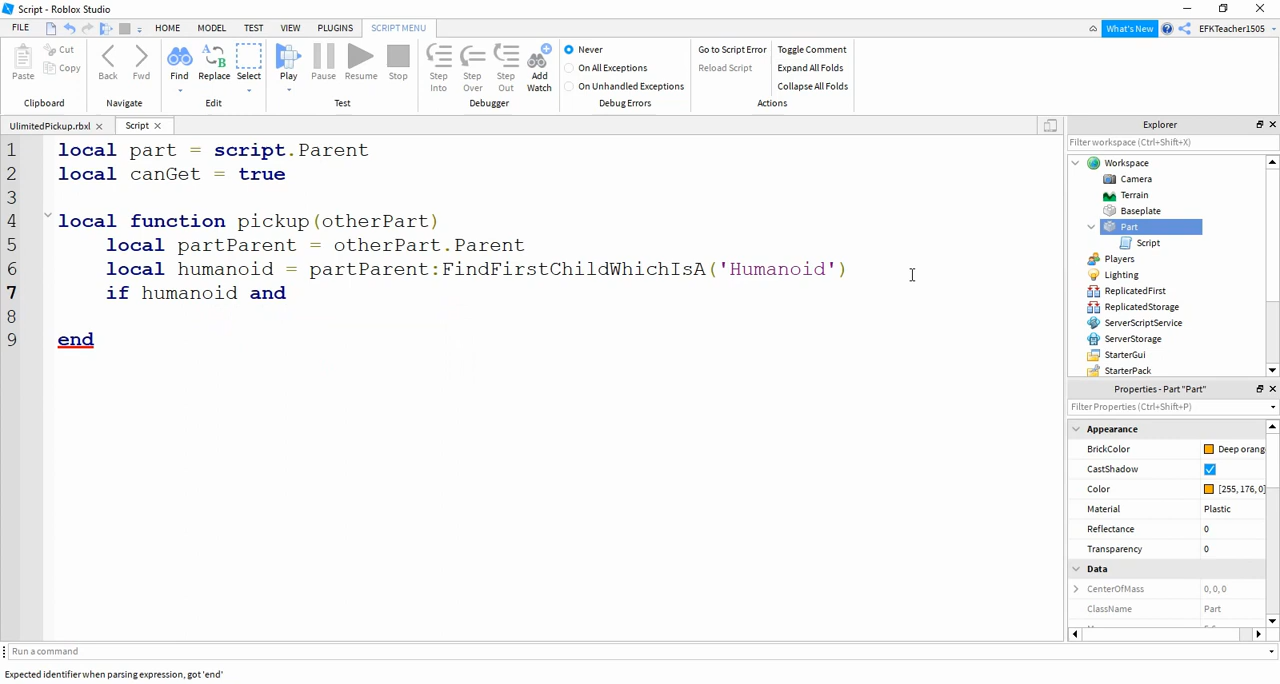 Script - Roblox Studio
FILE HOME MODEL TEST VIEW PLUGINS SCRIPT MENU What's New EFKTeacher1505
Paste Cut Copy Back Fwd Find Replace Select Play Pause Resume Stop Step Into Step Over Step Out Add Watch
Never
On All Exceptions
On Unhandled Exceptions
Go to Script Error
Reload Script
Toggle Comment
Expand All Folds
Collapse All Folds
Clipboard Navigate Edit Test Debugger Debug Errors Actions
UlimitedPickup.rbxl Script
1 local part = script.Parent
2 local canGet = true
3
4 local function pickup(otherPart)
5 local partParent = otherPart.Parent
6 local humanoid = partParent:FindFirstChildWhichIsA('Humanoid')
7 if humanoid and
8
9 end
Explorer
Filter workspace (Ctrl+Shift+X)
Workspace
Camera
Terrain
Baseplate
Part
Script
Players
Lighting
ReplicatedFirst
ReplicatedStorage
ServerScriptService
ServerStorage
StarterGui
StarterPack
Properties - Part "Part"
Filter Properties (Ctrl+Shift+P)
Appearance
BrickColor Deep orang
CastShadow
Color [255, 176, 0]
Material Plastic
Reflectance 0
Transparency 0
Data
CenterOfMass 0, 0, 0
ClassName Part
Run a command
Expected identifier when parsing expression, got 'end'